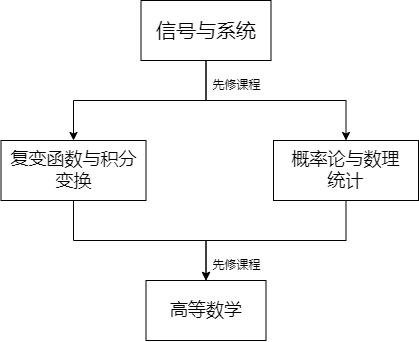 信号与系统
先修课程
复变函数与积分
变换
概率论与数理
统计
先修课程
高等数学